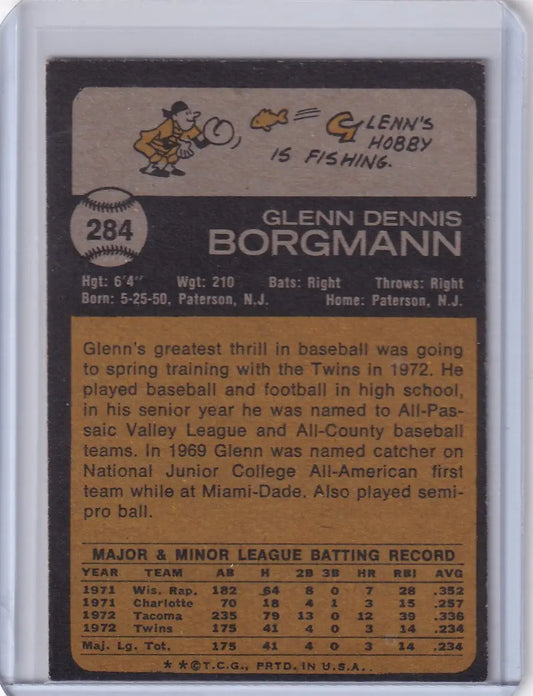 GLENN'S
HOBBY
IS FISHING.
284
GLENN DENNIS
BORGMANN
Hgt: 6'4" Wgt: 210 Bats: Right Throws: Right
Born: 5-25-50, Paterson, N.J. Home: Paterson, N.J.
Glenn's greatest thrill in baseball was going
to spring training with the Twins in 1972. He
played baseball and football in high school,
in his senior year he was named to All-Pas-
saic Valley League and All-County baseball
teams. In 1969 Glenn was named catcher on
National Junior College All-American first
team while at Miami-Dade. Also played semi-
pro ball.
MAJOR & MINOR LEAGUE BATTING RECORD
YEAR TEAM AB H 2B 3B HR RBI AVG
1971 Wis. Rap. 182 64 8 0 7 28 .352
1971 Charlotte 70 18 4 1 3 15 .257
1972 Tacoma 235 79 13 0 12 39 .336
1972 Twins 175 41 4 0 3 14 .234
Maj. Lg. Tot. 175 41 4 0 3 14 .234
* * © T.C.G., PRTD. IN U.S.A.